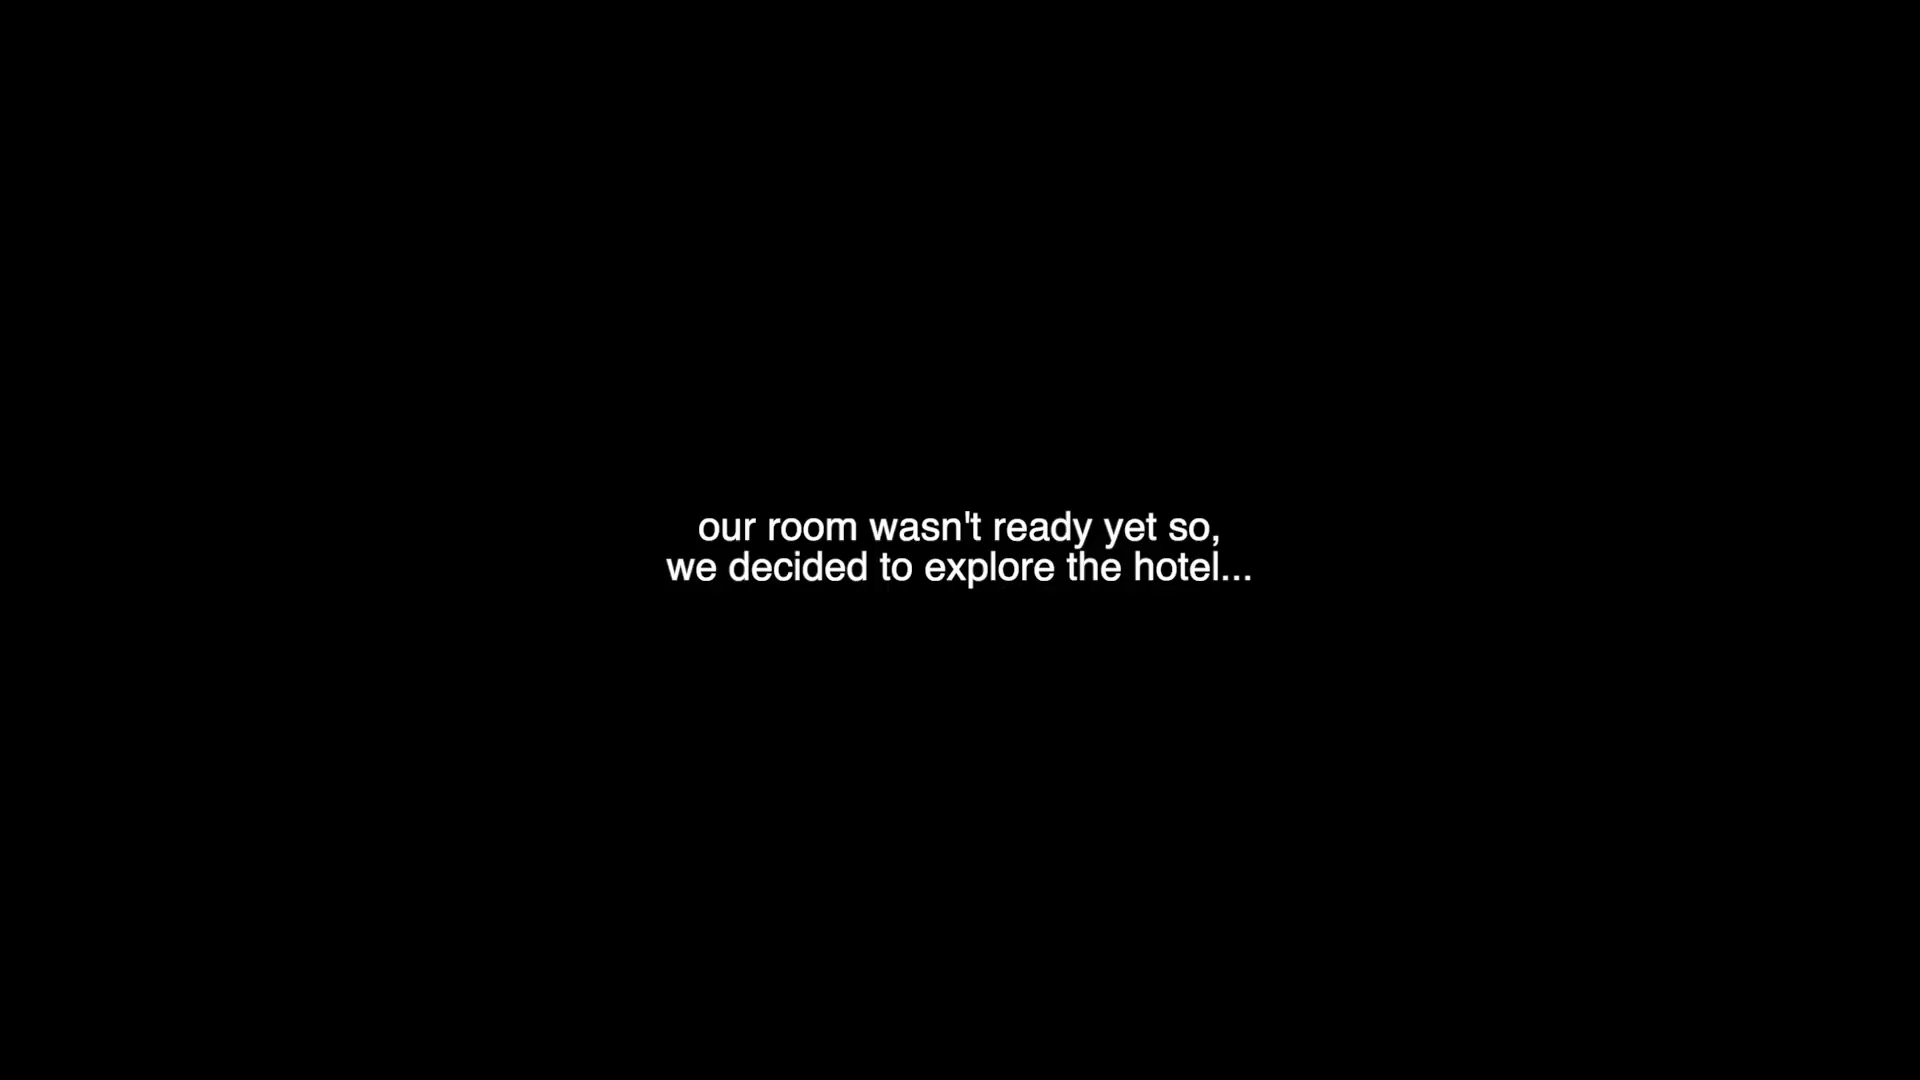 our room wasn't ready yet so,
we decided to explore the hotel...